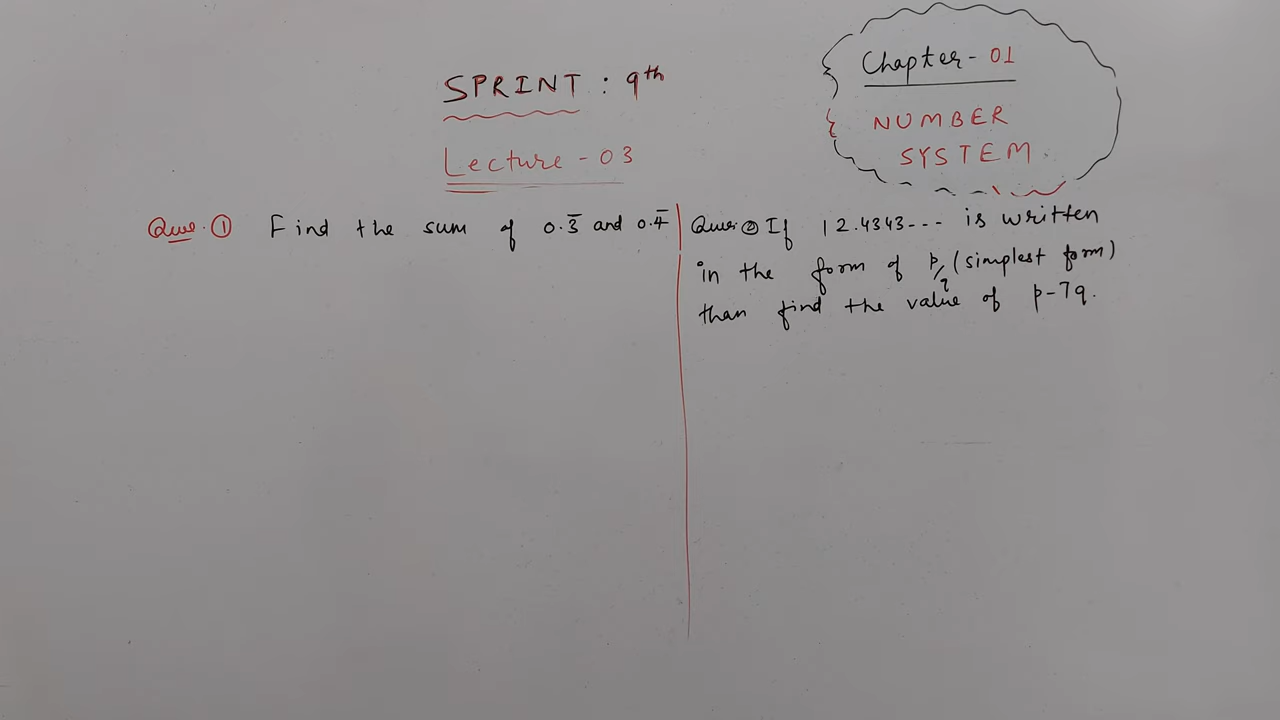 SPRINT : 9th
Lecture - 03
Chapter - 01
NUMBER
SYSTEM
Que. ① Find the sum of 0.3̅ and 0.4̅
Que. ② If 12.4343... is written
in the form of p/q (simplest form)
than find the value of p-7q.